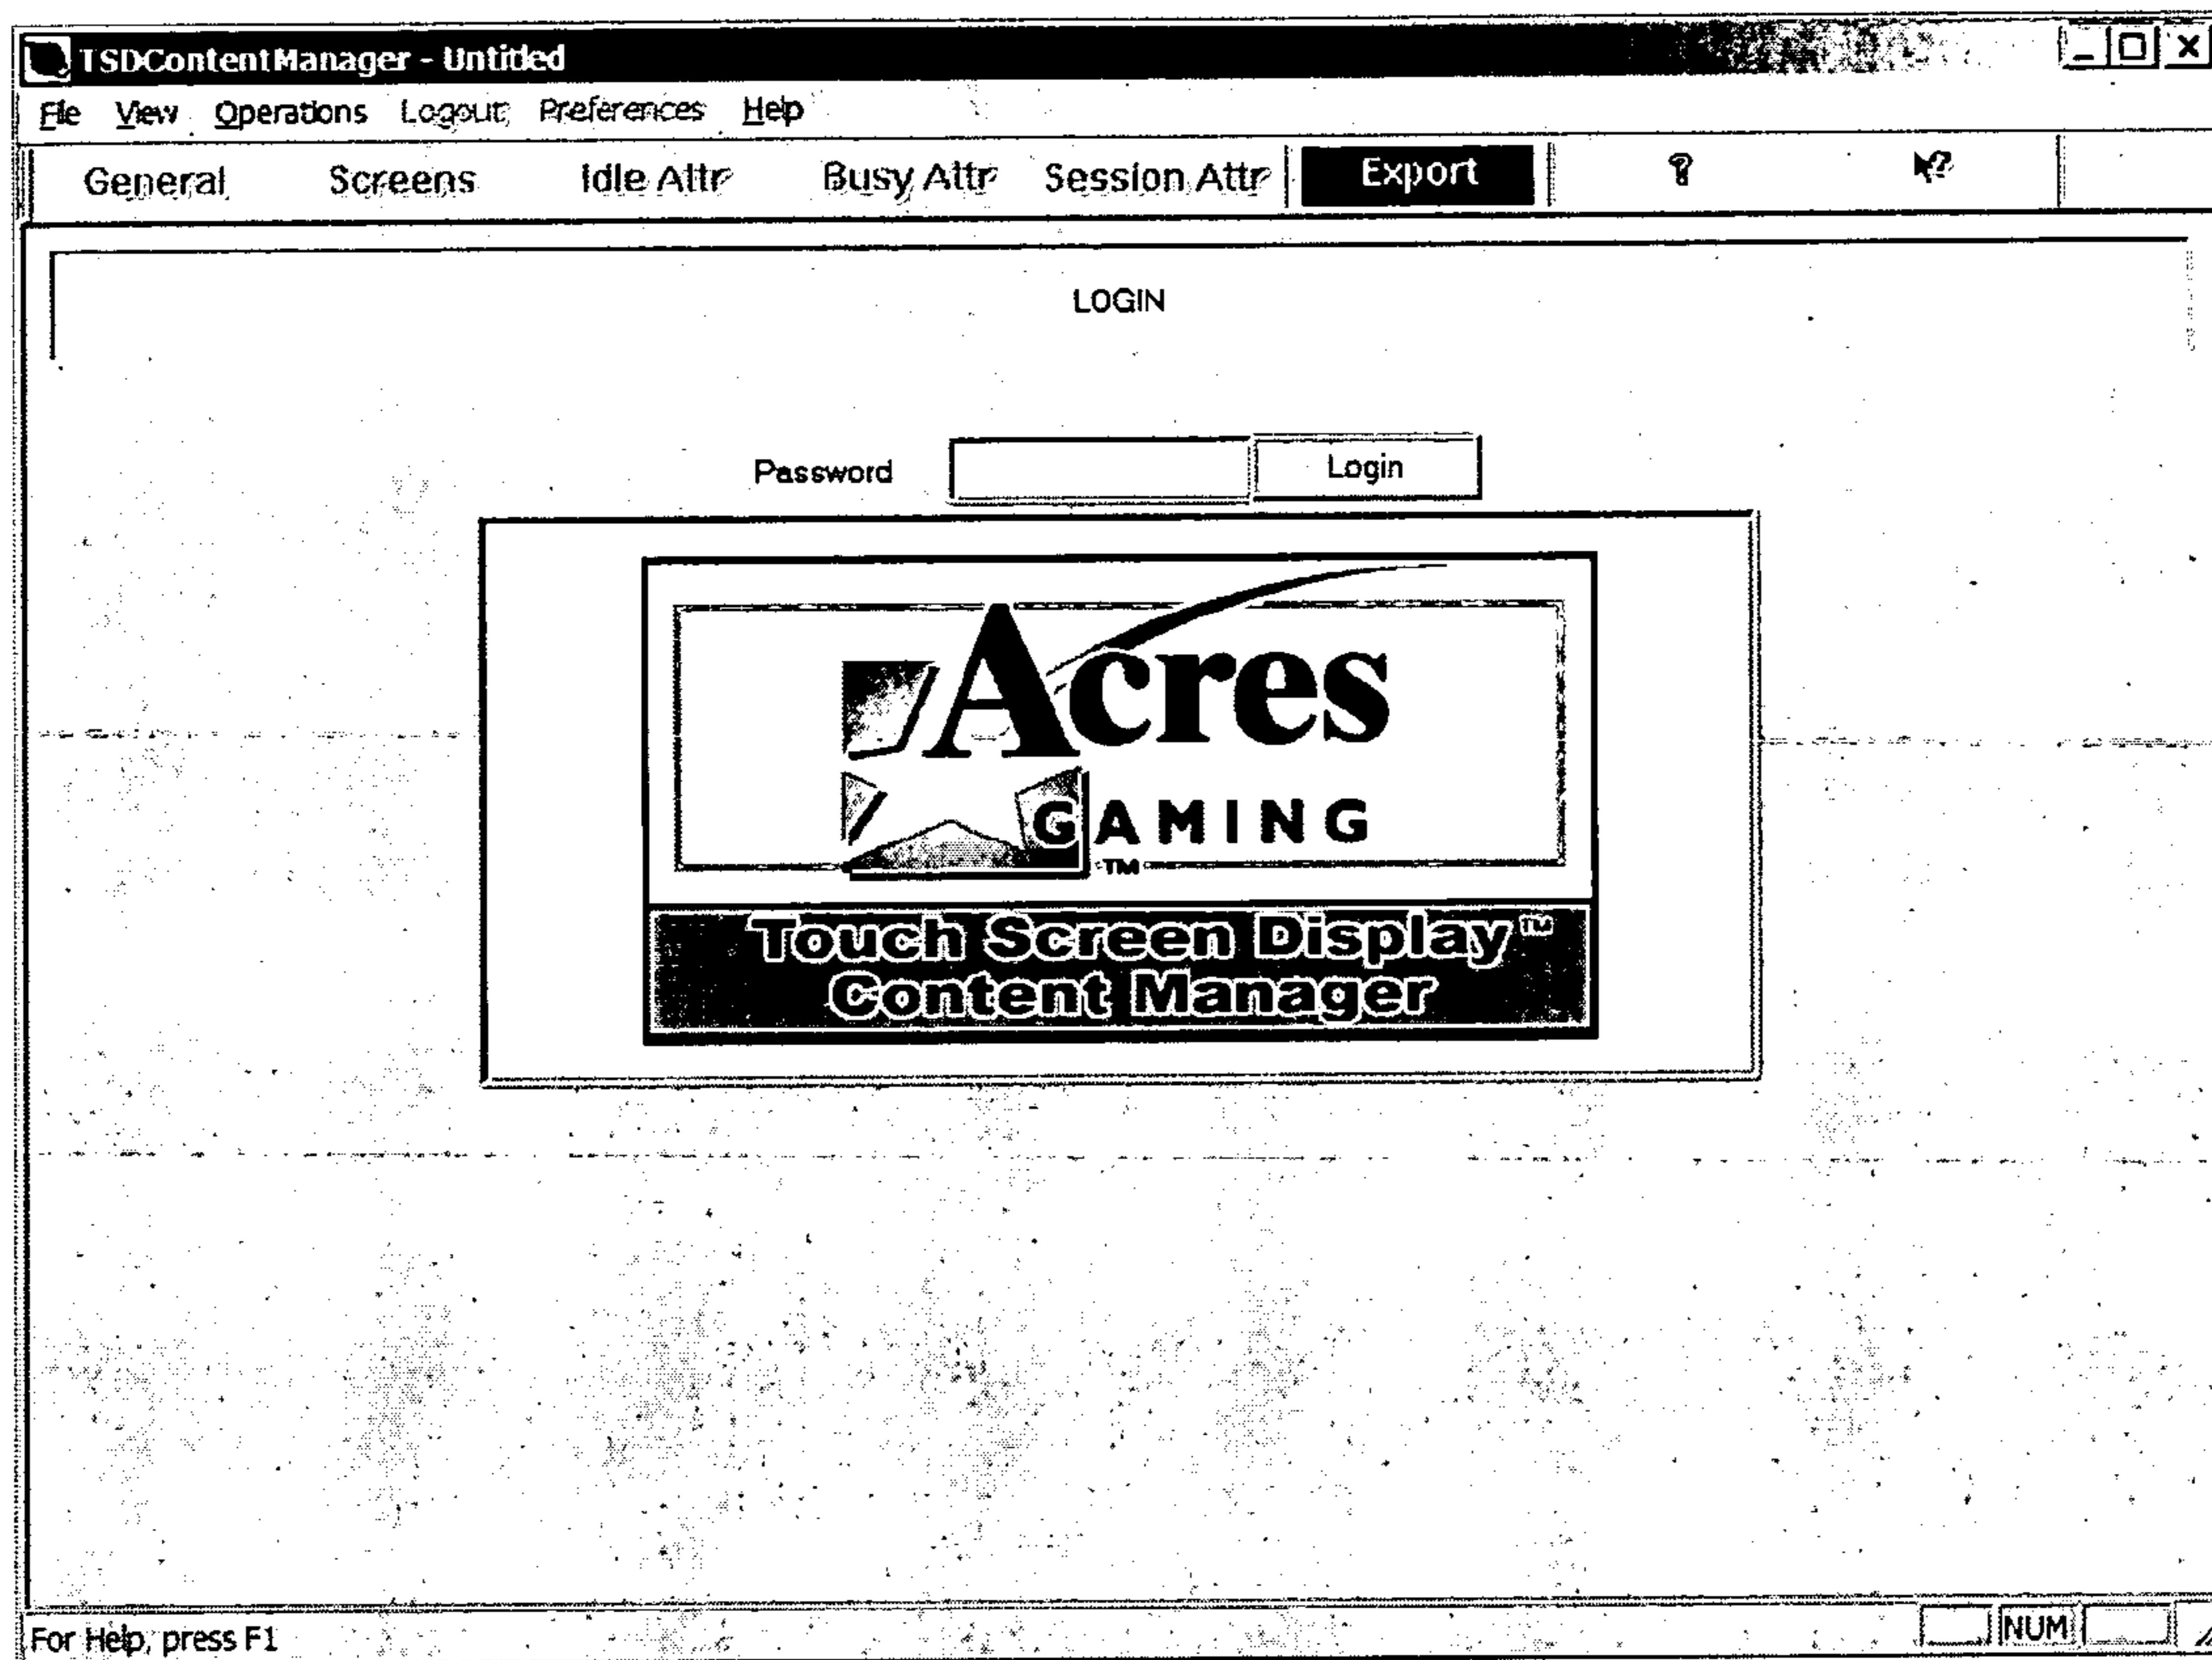 TSDContentManager - Untitled
File View Operations Logout Preferences Help
General Screens Idle Attr Busy Attr Session Attr Export ? ?
LOGIN
Password Login
Acres
GAMING
TM
Touch Screen Display™
Content Manager
For Help, press F1 NUM